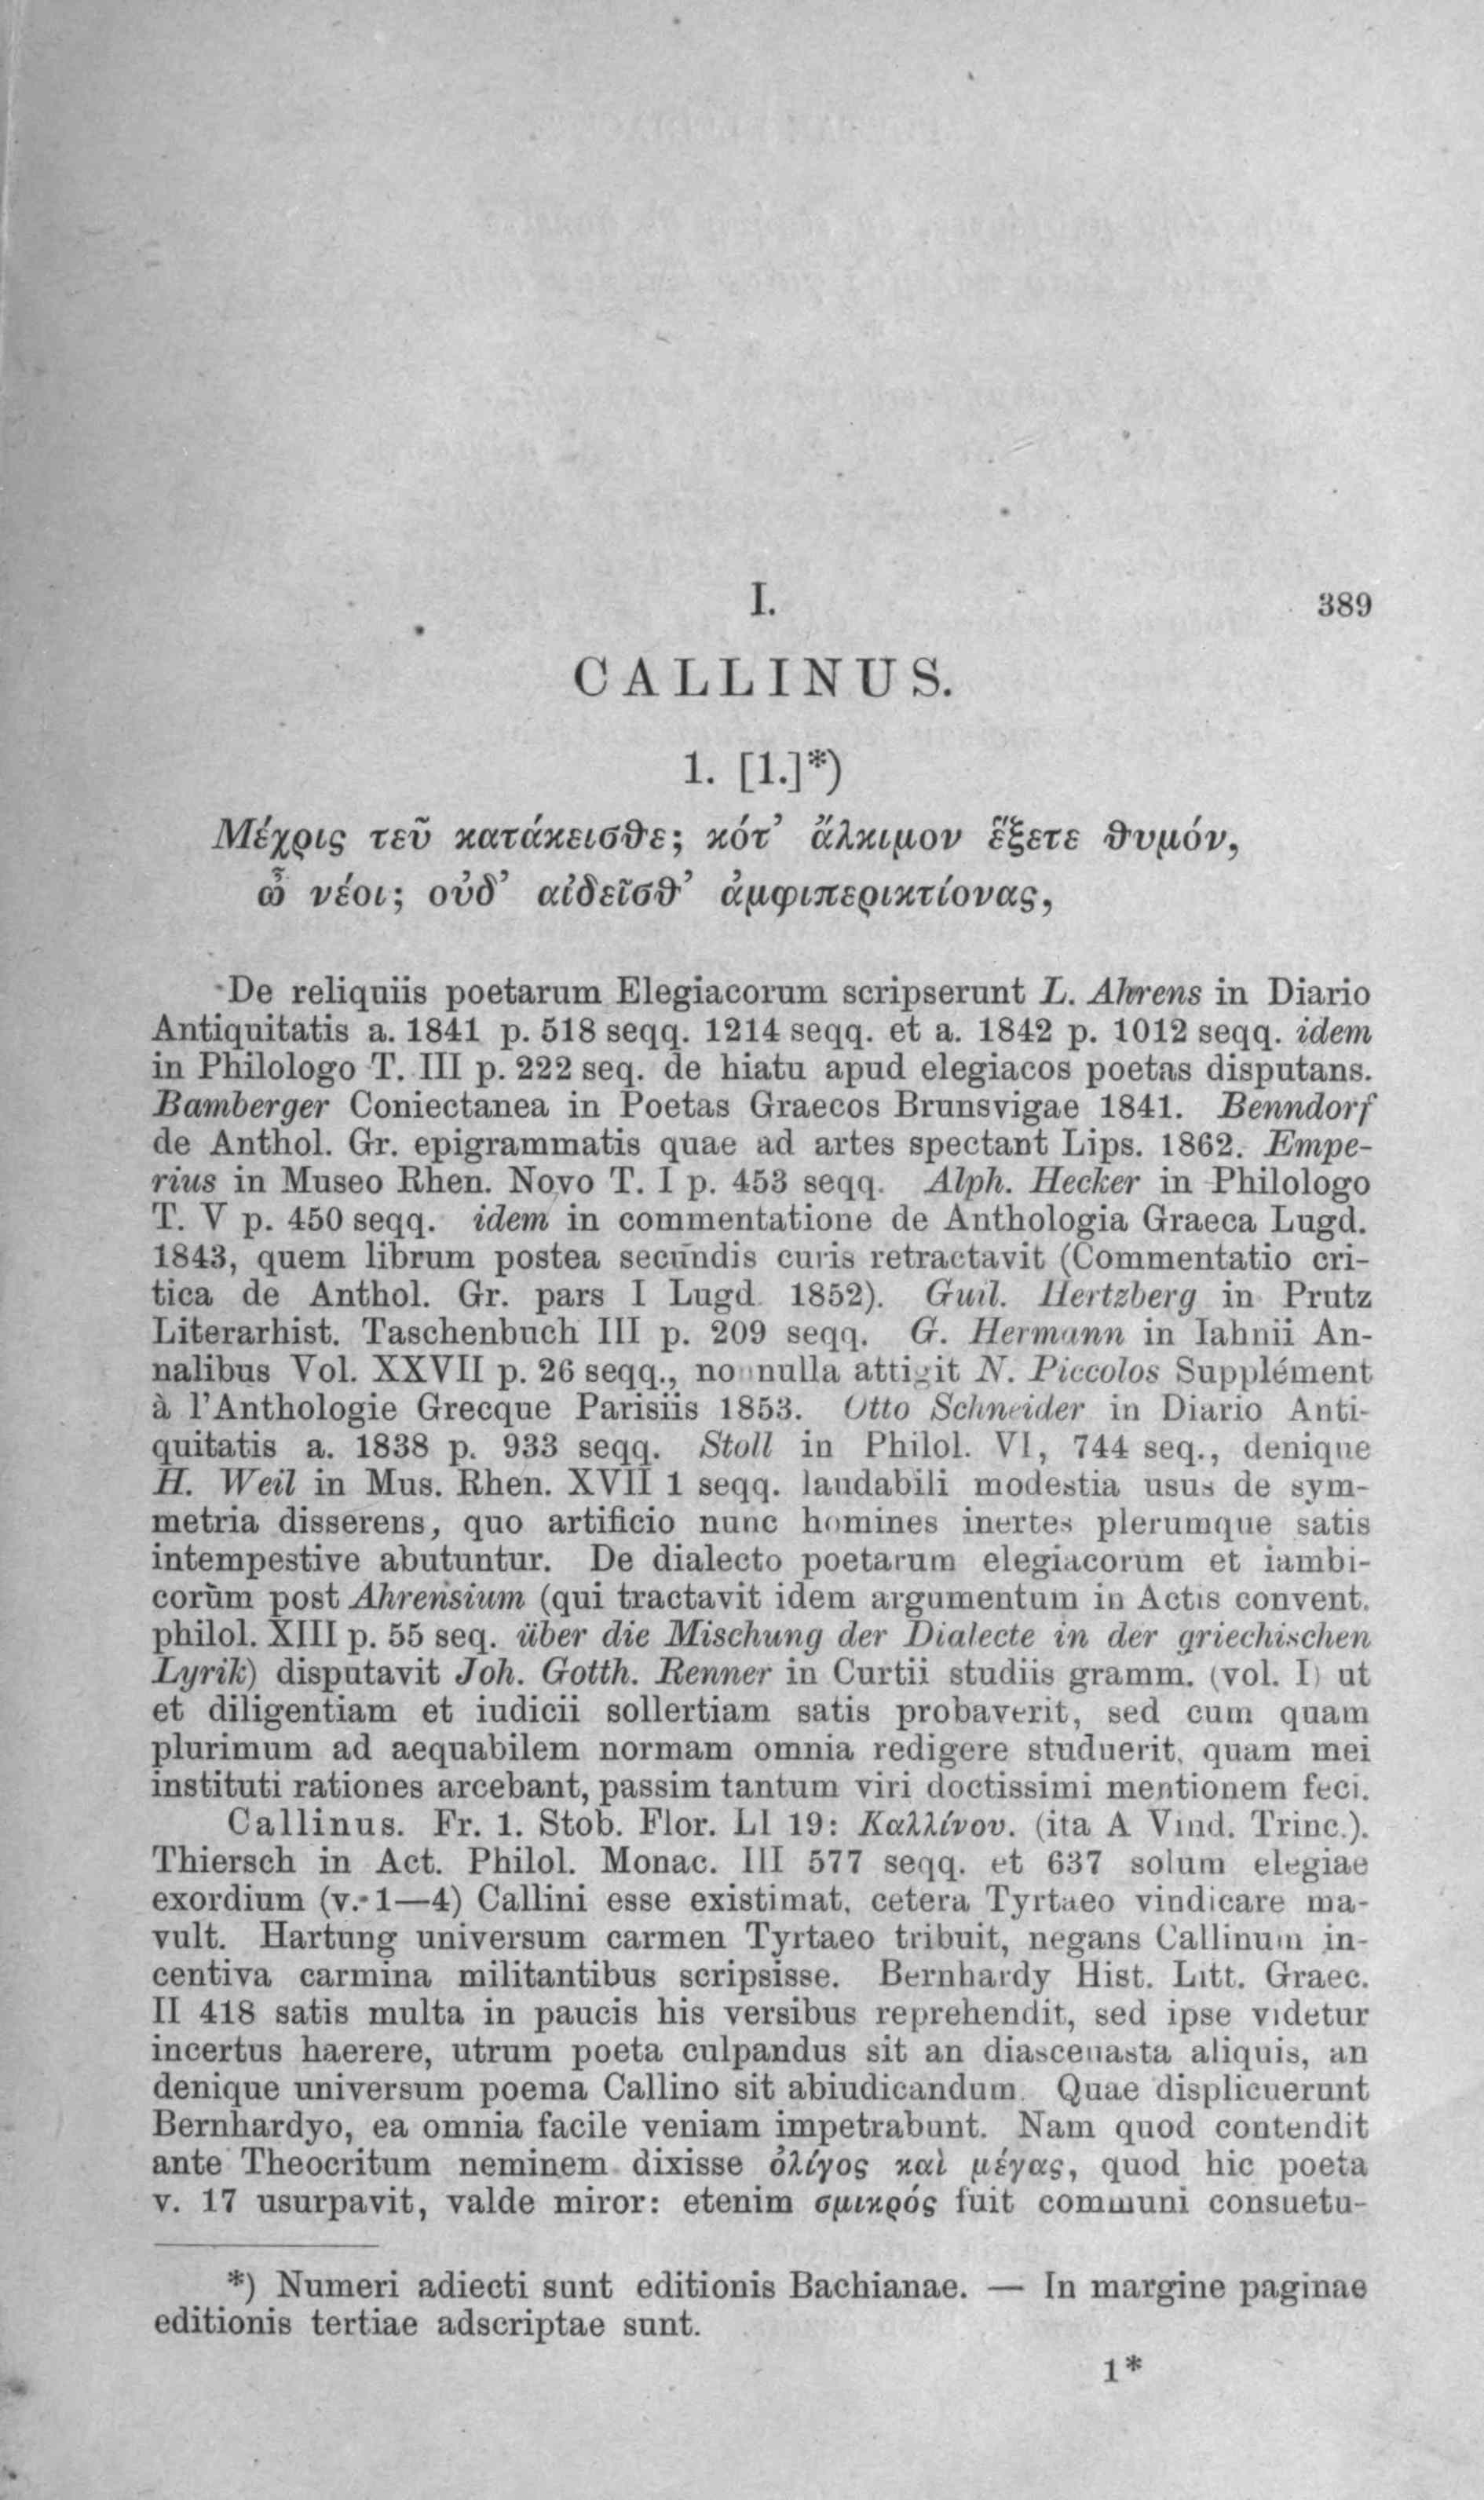 I. 389
CALLINUS.
1. [1.]*)
Μέχρις τεῦ κατάκεισθε; κότ’ ἄλκιμον ἕξετε θυμόν,
ὦ νέοι; οὐδ’ αἰδεῖσθ’ ἀμφιπερικτίονας,
De reliquiis poetarum Elegiacorum scripserunt L. Ahrens in Diario
Antiquitatis a. 1841 p. 518 seqq. 1214 seqq. et a. 1842 p. 1012 seqq. idem
in Philologo T. III p. 222 seq. de hiatu apud elegiacos poetas disputans.
Bamberger Coniectanea in Poetas Graecos Brunsvigae 1841. Benndorf
de Anthol. Gr. epigrammatis quae ad artes spectant Lips. 1862. Empe-
rius in Museo Rhen. Novo T. I p. 453 seqq. Alph. Hecker in Philologo
T. V p. 450 seqq. idem in commentatione de Anthologia Graeca Lugd.
1843, quem librum postea secundis curis retractavit (Commentatio cri-
tica de Anthol. Gr. pars I Lugd. 1852). Guil. Hertzberg in Prutz
Literarhist. Taschenbuch III p. 209 seqq. G. Hermann in Iahnii An-
nalibus Vol. XXVII p. 26 seqq., nonnulla attigit N. Piccolos Supplément
à l'Anthologie Grecque Parisiis 1853. Otto Schneider in Diario Anti-
quitatis a. 1838 p. 933 seqq. Stoll in Philol. VI, 744 seq., denique
H. Weil in Mus. Rhen. XVII 1 seqq. laudabili modestia usus de sym-
metria disserens, quo artificio nunc homines inertes plerumque satis
intempestive abutuntur. De dialecto poetarum elegiacorum et iambi-
corum post Ahrensium (qui tractavit idem argumentum in Actis convent.
philol. XIII p. 55 seq. über die Mischung der Dialecte in der griechischen
Lyrik) disputavit Joh. Gotth. Renner in Curtii studiis gramm. (vol. I) ut
et diligentiam et iudicii sollertiam satis probaverit, sed cum quam
plurimum ad aequabilem normam omnia redigere studuerit, quam mei
instituti rationes arcebant, passim tantum viri doctissimi mentionem feci.
Callinus. Fr. 1. Stob. Flor. LI 19: Καλλίνου. (ita A Vind. Trinc.).
Thiersch in Act. Philol. Monac. III 577 seqq. et 637 solum elegiae
exordium (v. 1—4) Callini esse existimat, cetera Tyrtaeo vindicare ma-
vult. Hartung universum carmen Tyrtaeo tribuit, negans Callinum in-
centiva carmina militantibus scripsisse. Bernhardy Hist. Litt. Graec.
II 418 satis multa in paucis his versibus reprehendit, sed ipse videtur
incertus haerere, utrum poeta culpandus sit an diasceuasta aliquis, an
denique universum poema Callino sit abiudicandum. Quae displicuerunt
Bernhardyo, ea omnia facile veniam impetrabunt. Nam quod contendit
ante Theocritum neminem dixisse ὀλίγος καὶ μέγας, quod hic poeta
v. 17 usurpavit, valde miror: etenim σμικρός fuit communi consuetu-
*) Numeri adiecti sunt editionis Bachianae. — In margine paginae
editionis tertiae adscriptae sunt.
1*